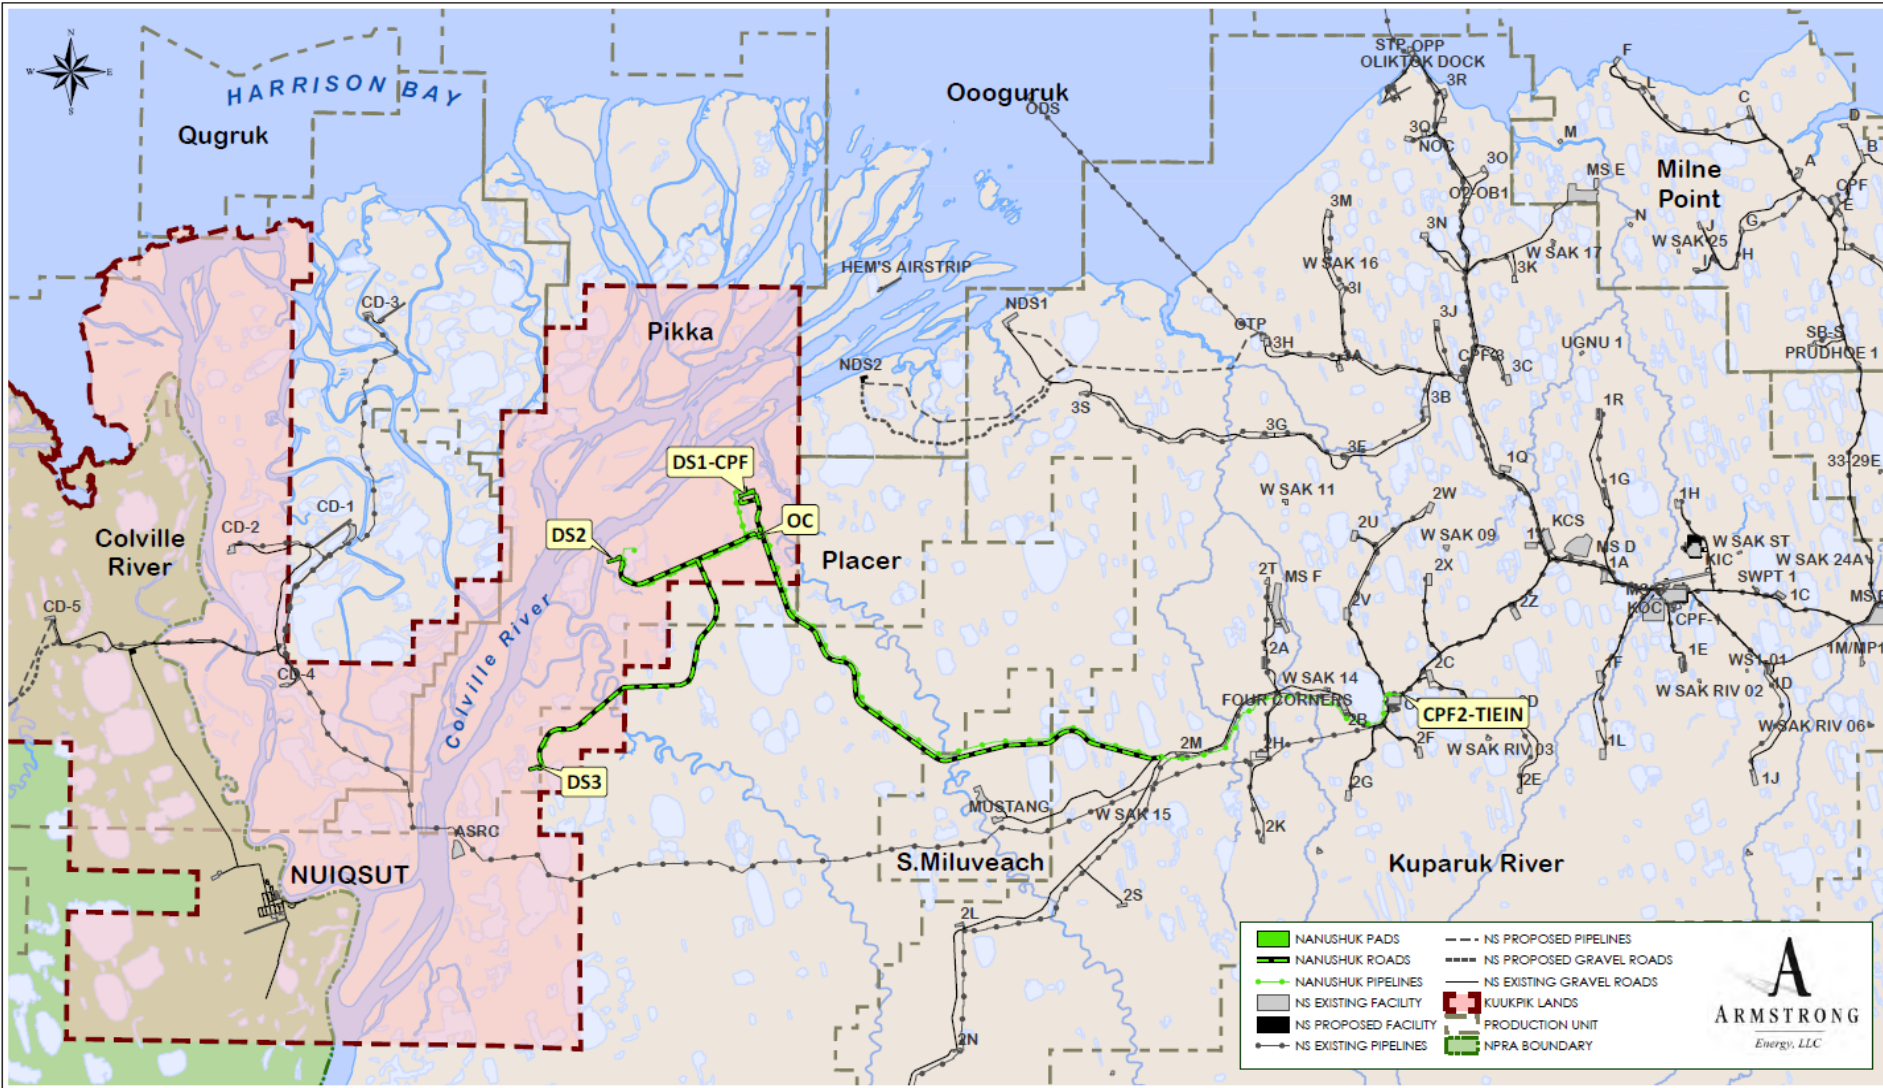 N
W
E
S
HARRISON BAY
Qugruk
Oooguruk
ODS
STP OPP
OLIKTOK DOCK
3R
3Q
NOC
3O
O2-OB1
3N
3M
W SAK 16
3I
3K
W SAK 17
MS E
M
N
F
L
C
D
B
A
CPF
E
Milne
Point
J
G
W SAK 25
I
H
HEM'S AIRSTRIP
CD-3
Pikka
NDS1
NDS2
OTP
3H
3A
3J
CPF-3
3C
3B
UGNU 1
SB-S
PRUDHOE 1
3S
3G
3F
1R
1Q
1G
33-29E
DS1-CPF
OC
DS2
Placer
W SAK 11
2W
2U
W SAK 09
1H
KCS
1Y
MS D
1A
W SAK ST
KIC
W SAK 24A
SWPT 1
1C
KOC
CPF-1
CD-1
CD-2
Colville
River
CD-5
CD-4
Colville River
2T
MS F
2X
2V
2Z
2A
2C
W SAK 14
FOUR CORNERS
2B
CPF2-TIEIN
2F
W SAK RIV 03
2E
1F
1E
WS1-01
1D
1M/MP1
W SAK RIV 02
W SAK RIV 06
1L
1J
2M
2H
2G
DS3
MUSTANG
W SAK 15
2K
ASRC
NUIQSUT
S.Miluveach
Kuparuk River
2S
2L
2N
NANUSHUK PADS
NANUSHUK ROADS
NANUSHUK PIPELINES
NS EXISTING FACILITY
NS PROPOSED FACILITY
NS EXISTING PIPELINES
NS PROPOSED PIPELINES
NS PROPOSED GRAVEL ROADS
NS EXISTING GRAVEL ROADS
KUUKPIK LANDS
PRODUCTION UNIT
NPRA BOUNDARY
A
ARMSTRONG
Energy, LLC